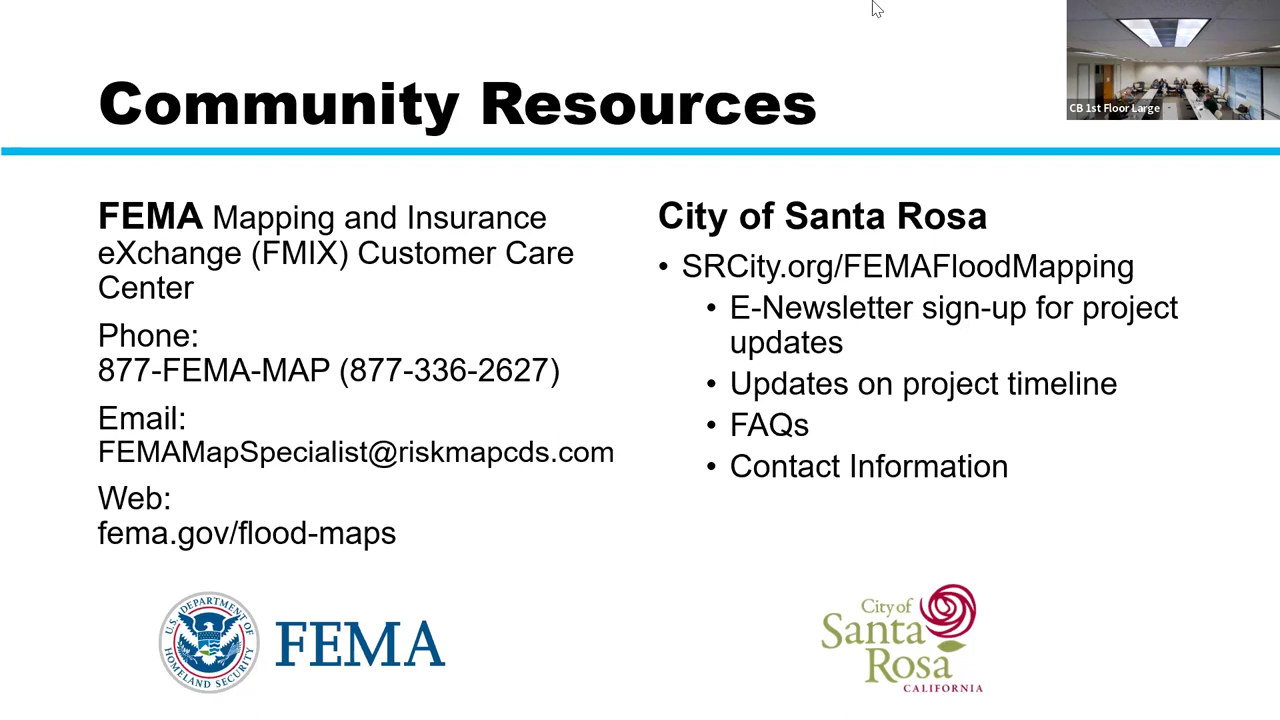 CB 1st Floor Large
Community Resources
FEMA Mapping and Insurance
eXchange (FMIX) Customer Care
Center
Phone:
877-FEMA-MAP (877-336-2627)
Email:
FEMAMapSpecialist@riskmapcds.com
Web:
fema.gov/flood-maps
City of Santa Rosa
• SRCity.org/FEMAFloodMapping
• E-Newsletter sign-up for project
updates
• Updates on project timeline
• FAQs
• Contact Information
U.S. DEPARTMENT OF
HOMELAND SECURITY
FEMA
City of
Santa
Rosa
CALIFORNIA